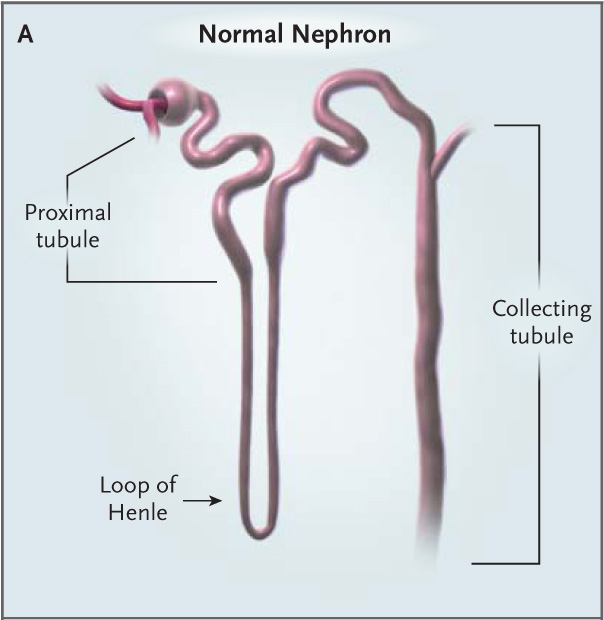 A
Normal Nephron
Proximal
tubule
Collecting
tubule
Loop of
Henle